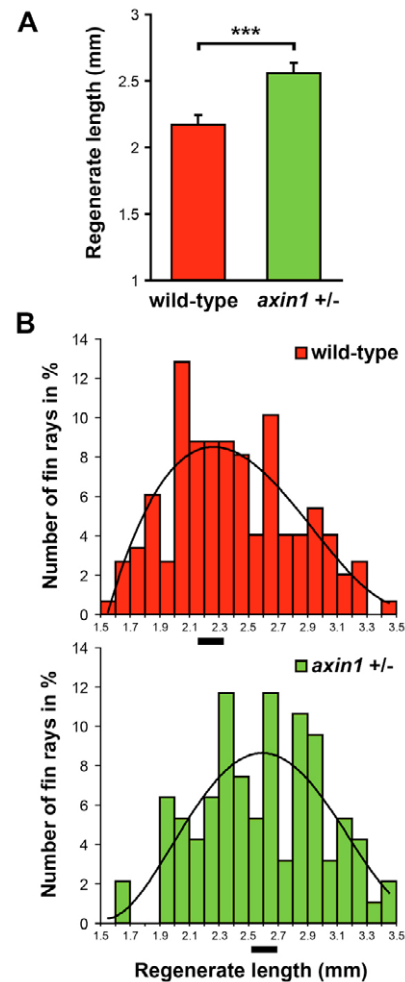 A
Regenerate length (mm)
3
2.5
2
1.5
1
***
wild-type axin1 +/-
B
Number of fin rays in %
14
12
10
8
6
4
2
0
wild-type
1.5 1.7 1.9 2.1 2.3 2.5 2.7 2.9 3.1 3.3 3.5
Number of fin rays in %
14
12
10
8
6
4
2
0
axin1 +/-
1.5 1.7 1.9 2.1 2.3 2.5 2.7 2.9 3.1 3.3 3.5
Regenerate length (mm)